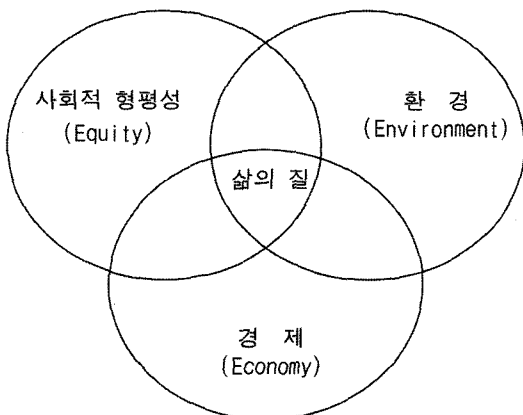 사회적 형평성
(Equity)
환 경
(Environment)
삶의 질
경 제
(Economy)